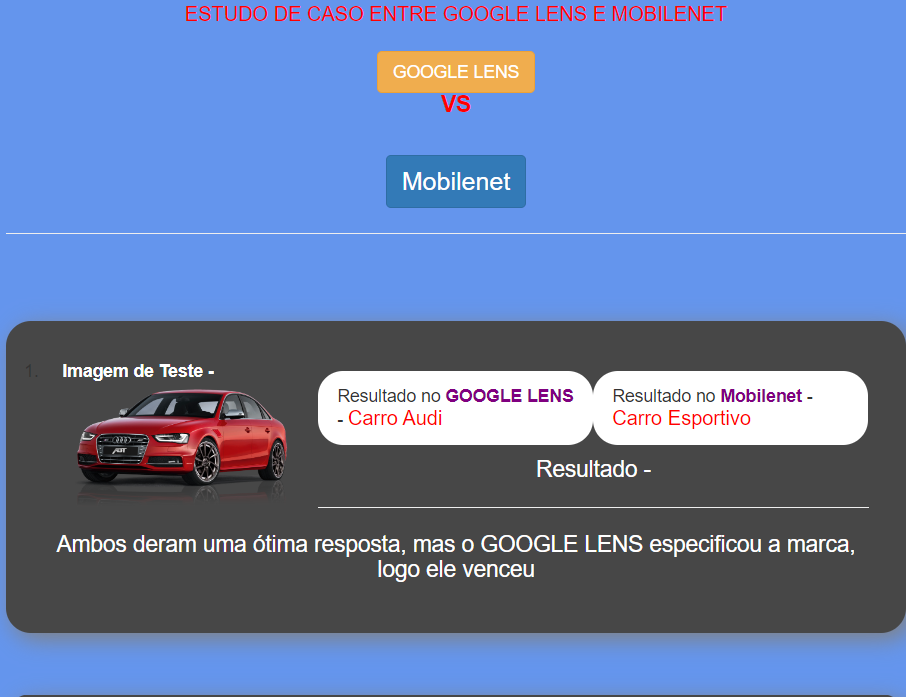 ESTUDO DE CASO ENTRE GOOGLE LENS E MOBILENET
GOOGLE LENS
VS
Mobilenet
1. Imagem de Teste -
ABT
Resultado no GOOGLE LENS
- Carro Audi
Resultado no Mobilenet -
Carro Esportivo
Resultado -
Ambos deram uma ótima resposta, mas o GOOGLE LENS especificou a marca,
logo ele venceu